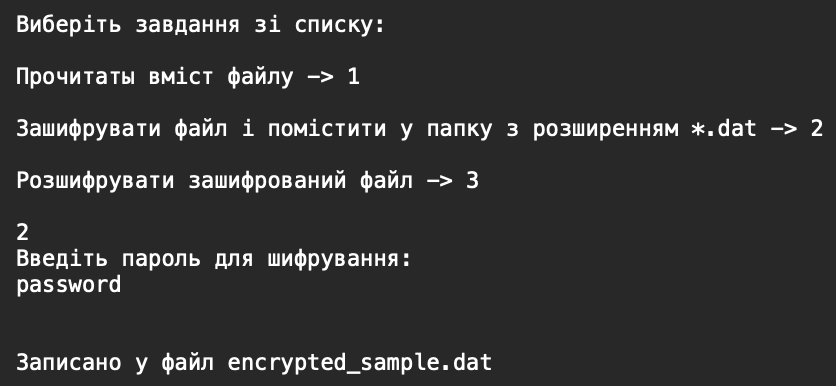 Виберіть завдання зі списку:
Прочитаты вміст файлу –> 1
Зашифрувати файл і помістити у папку з розширенням *.dat –> 2
Розшифрувати зашифрований файл –> 3
2
Введіть пароль для шифрування:
password
Записано у файл encrypted_sample.dat